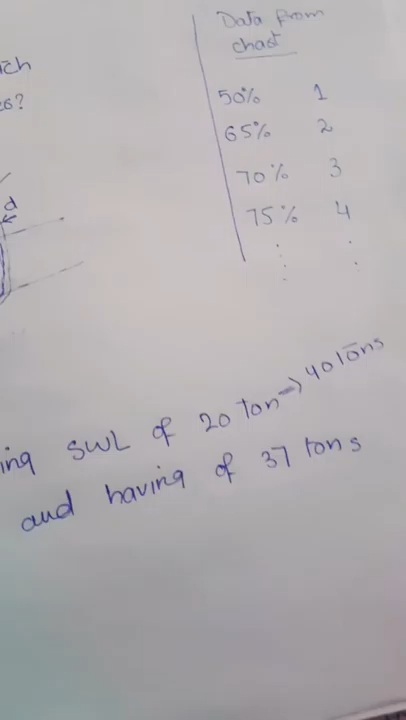 Data from
chart
ich
es?
50% 1
65% 2
70% 3
75% 4
d
ing SWL of 20 ton → 40 tons
and having of 37 tons